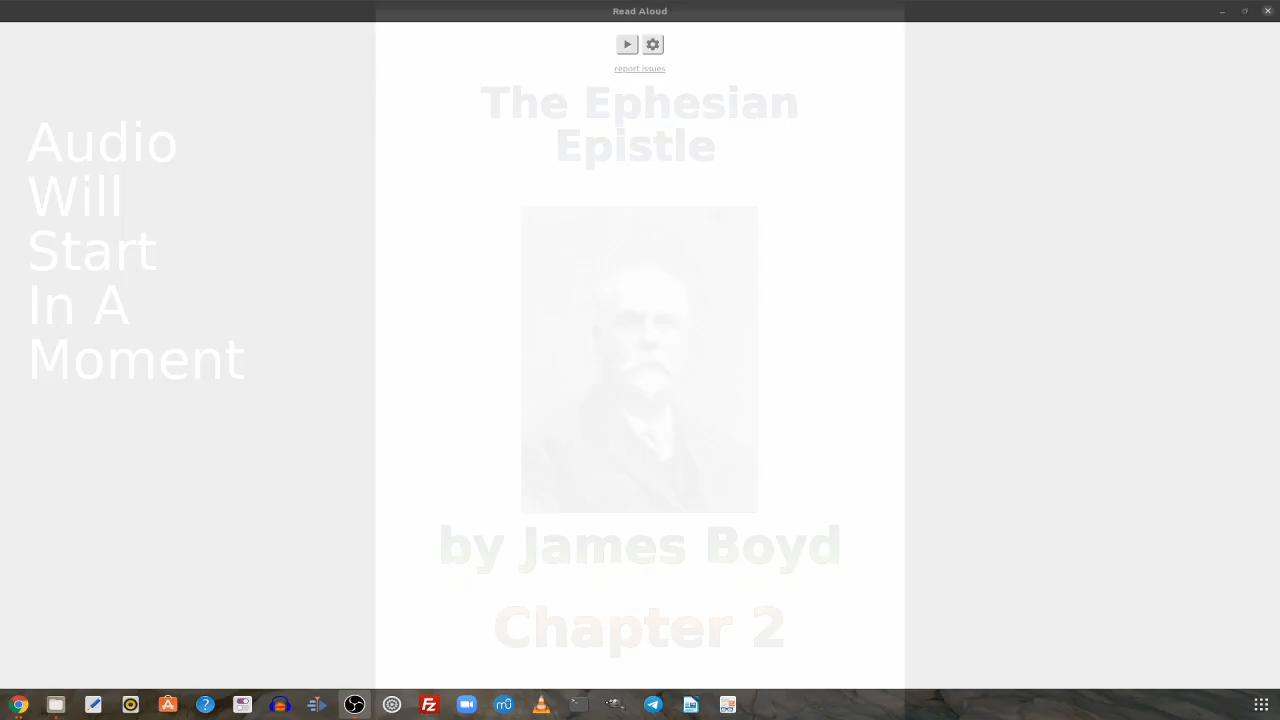 Read Aloud
report issues
The Ephesian
Epistle
Audio
Will
Start
In A
Moment
by James Boyd
Chapter 2